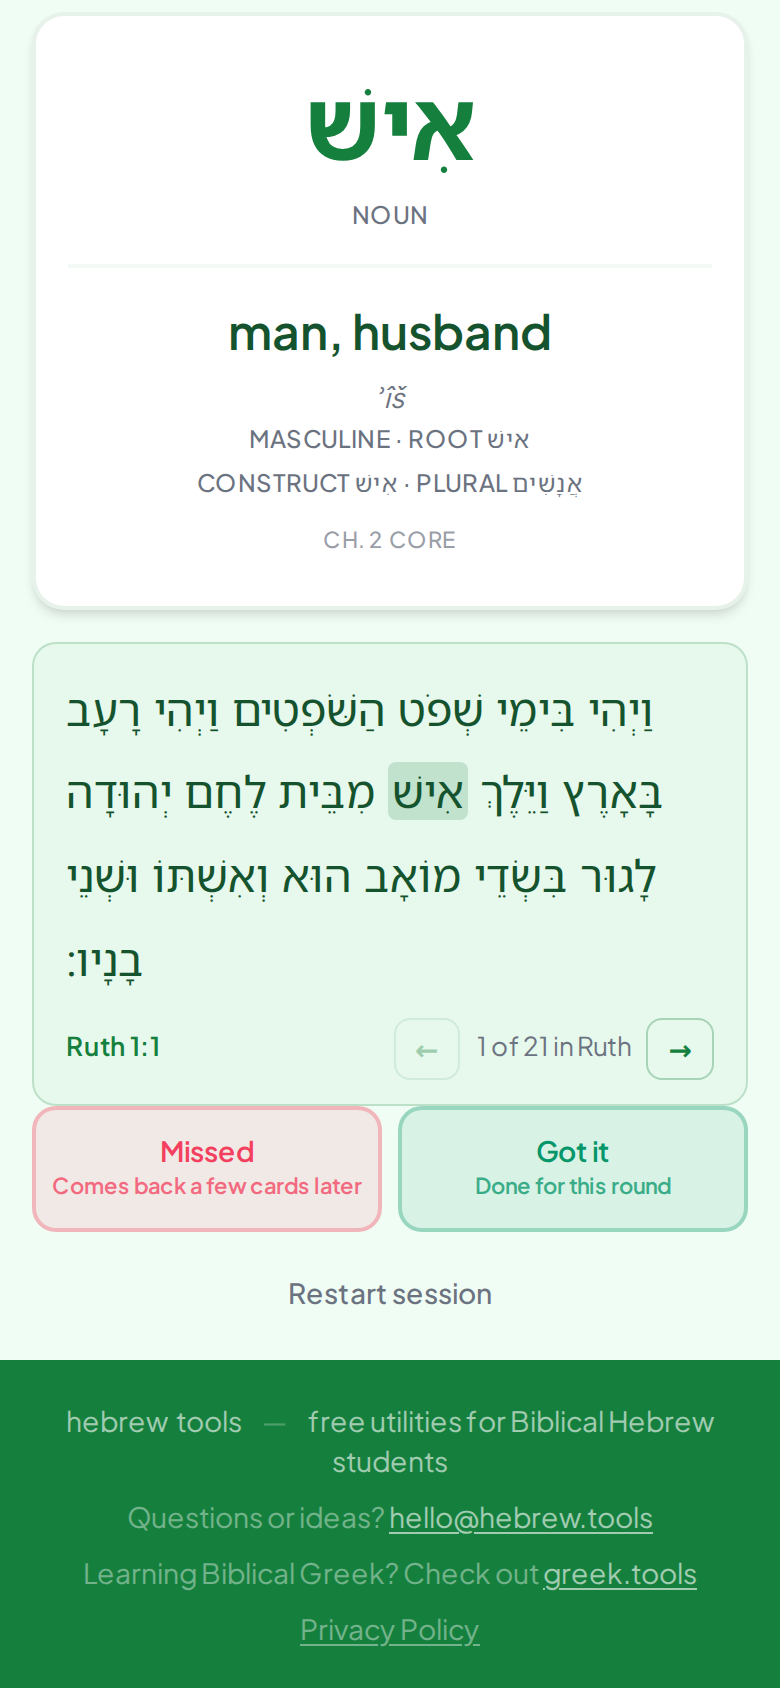 אִישׁ
NOUN
man, husband
ʾîš
MASCULINE · ROOT אישׁ
CONSTRUCT אִישׁ · PLURAL אֲנָשִׁים
CH. 2 CORE
וַיְהִי בִּימֵי שְׁפֹט הַשֹּׁפְטִים וַיְהִי רָעָב
בָּאָרֶץ וַיֵּלֶךְ אִישׁ מִבֵּית לֶחֶם יְהוּדָה
לָגוּר בִּשְׂדֵי מוֹאָב הוּא וְאִשְׁתּוֹ וּשְׁנֵי
בָנָיו׃
Ruth 1:1
← 1 of 21 in Ruth →
Missed
Comes back a few cards later
Got it
Done for this round
Restart session
hebrew tools — free utilities for Biblical Hebrew
students
Questions or ideas? hello@hebrew.tools
Learning Biblical Greek? Check out greek.tools
Privacy Policy